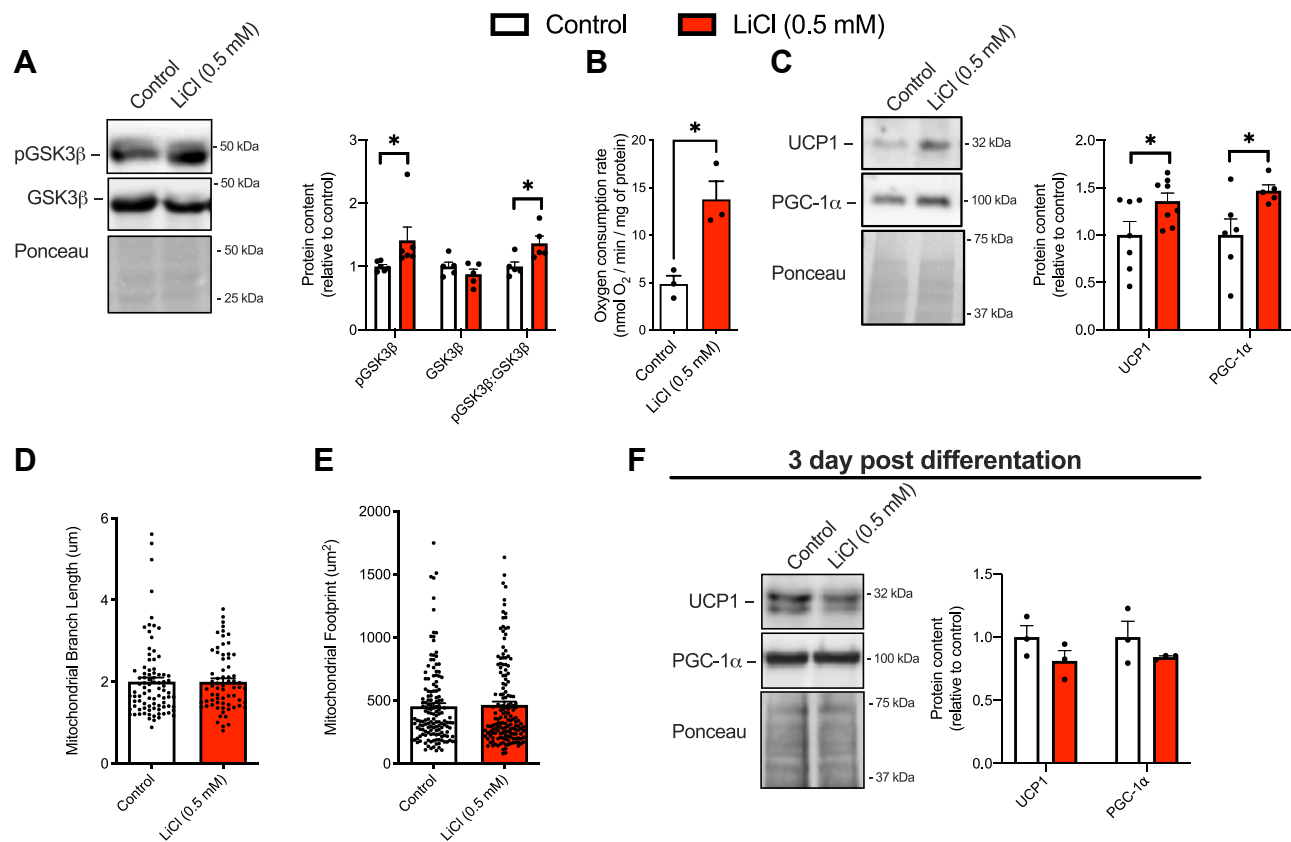 Control LiCl (0.5 mM)
A
Control
LiCl (0.5 mM)
pGSK3β
- 50 kDa
GSK3β
50 kDa
Ponceau
- 50 kDa
- 25 kDa
Protein content
(relative to control)
3
2
1
0
*
*
pGSK3β
GSK3β
pGSK3β:GSK3β
B
Oxygen consumption rate
(nmol O2 / min / mg of protein)
20
15
10
5
0
*
Control
LiCl (0.5 mM)
C
Control
LiCl (0.5 mM)
UCP1
- 32 kDa
PGC-1α
- 100 kDa
Ponceau
- 75 kDa
- 37 kDa
Protein content
(relative to control)
2.0
1.5
1.0
0.5
0.0
*
*
UCP1
PGC-1α
D
Mitochondrial Branch Length (um)
6
4
2
0
Control
LiCl (0.5 mM)
E
Mitochondrial Footprint (um²)
2000
1500
1000
500
0
Control
LiCl (0.5 mM)
F
3 day post differentation
Control
LiCl (0.5 mM)
UCP1
- 32 kDa
PGC-1α
- 100 kDa
Ponceau
- 75 kDa
- 37 kDa
Protein content
(relative to control)
1.5
1.0
0.5
0.0
UCP1
PGC-1α